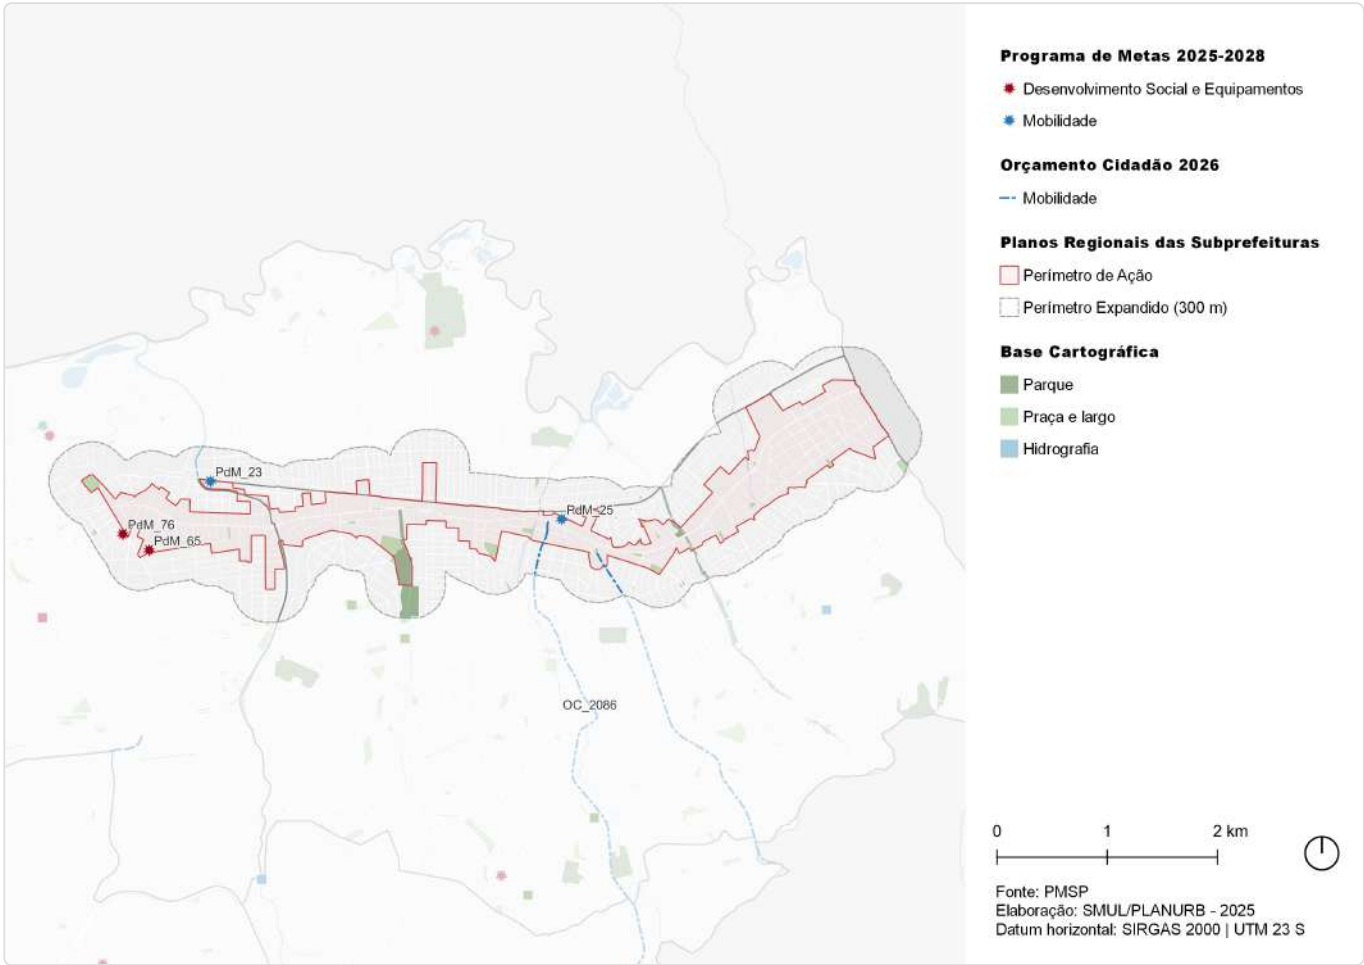 Programa de Metas 2025-2028
Desenvolvimento Social e Equipamentos
Mobilidade
Orçamento Cidadão 2026
Mobilidade
Planos Regionais das Subprefeituras
Perímetro de Ação
Perímetro Expandido (300 m)
Base Cartográfica
Parque
Praça e largo
Hidrografia
PdM_23
PdM_25
PdM_76
PdM_65
OC_2086
0 1 2 km
Fonte: PMSP
Elaboração: SMUL/PLANURB - 2025
Datum horizontal: SIRGAS 2000 | UTM 23 S